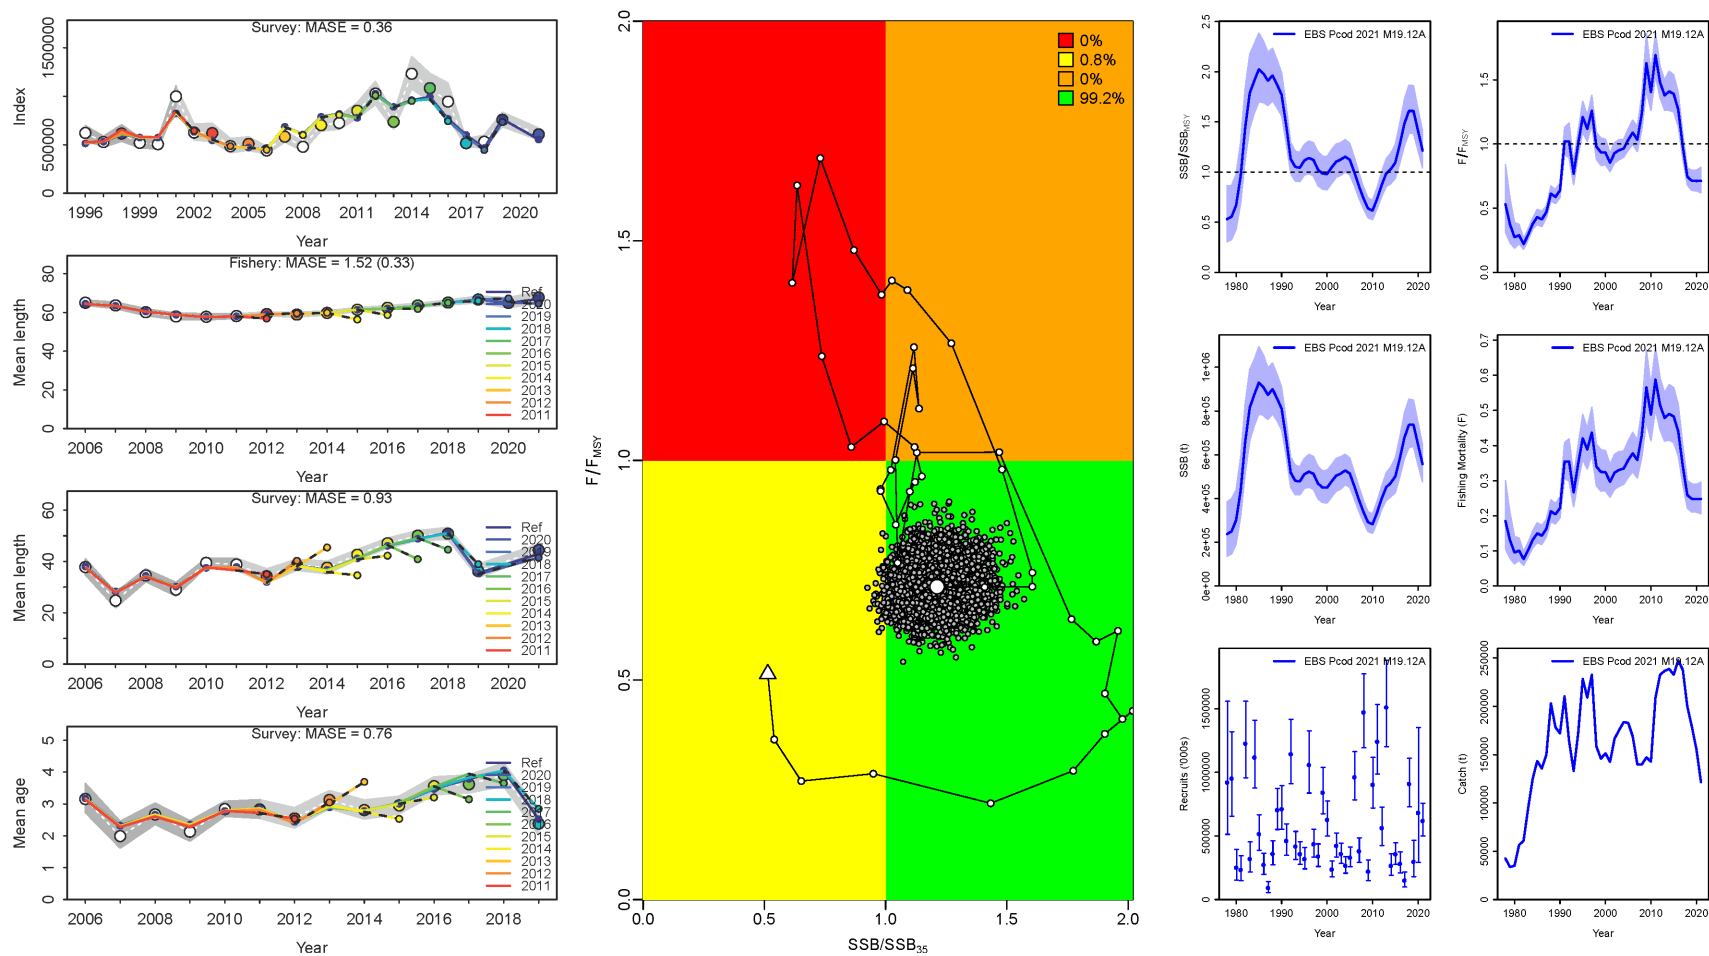 Survey: MASE = 0.36
Index
0 500000 1500000
1996 1999 2002 2005 2008 2011 2014 2017 2020
Year
Fishery: MASE = 1.52 (0.33)
Mean length
0 20 40 60 80
Ref
2020
2019
2018
2017
2016
2015
2014
2013
2012
2011
2006 2008 2010 2012 2014 2016 2018 2020
Year
Survey: MASE = 0.93
Mean length
0 20 40 60
Ref
2020
2019
2018
2017
2016
2015
2014
2013
2012
2011
2006 2008 2010 2012 2014 2016 2018 2020
Year
Survey: MASE = 0.76
Mean age
0 1 2 3 4 5
Ref
2020
2019
2018
2017
2016
2015
2014
2013
2012
2011
2006 2008 2010 2012 2014 2016 2018
Year
0%
0.8%
0%
99.2%
F/FMSY
0.0 0.5 1.0 1.5 2.0
0.0 0.5 1.0 1.5 2.0
SSB/SSB35
EBS Pcod 2021 M19.12A
SSB/SSBMSY
0.0 0.5 1.0 1.5 2.0 2.5
1980 1990 2000 2010 2020
Year
EBS Pcod 2021 M19.12A
F/FMSY
0.0 0.5 1.0 1.5
1980 1990 2000 2010 2020
Year
EBS Pcod 2021 M19.12A
SSB (t)
0e+00 2e+05 4e+05 6e+05 8e+05 1e+06
1980 1990 2000 2010 2020
Year
EBS Pcod 2021 M19.12A
Fishing Mortality (F)
0.0 0.1 0.2 0.3 0.4 0.5 0.6 0.7
1980 1990 2000 2010 2020
Year
EBS Pcod 2021 M19.12A
Recruits ('000s)
0 500000 1000000 1500000
1980 1990 2000 2010 2020
Year
EBS Pcod 2021 M19.12A
Catch (t)
0 50000 100000 150000 200000 250000
1980 1990 2000 2010 2020
Year